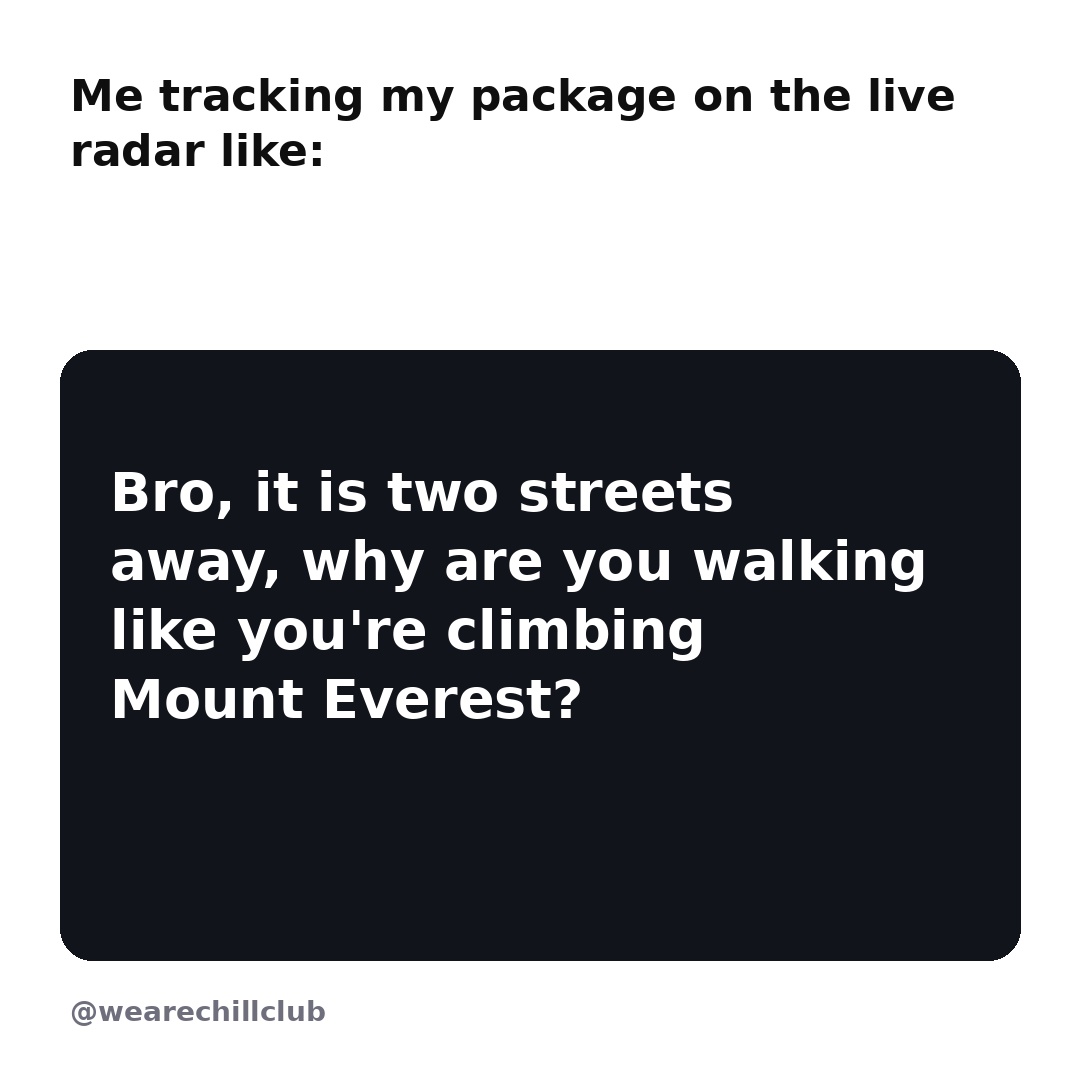 Me tracking my package on the live
radar like:
Bro, it is two streets
away, why are you walking
like you're climbing
Mount Everest?
@wearechillclub